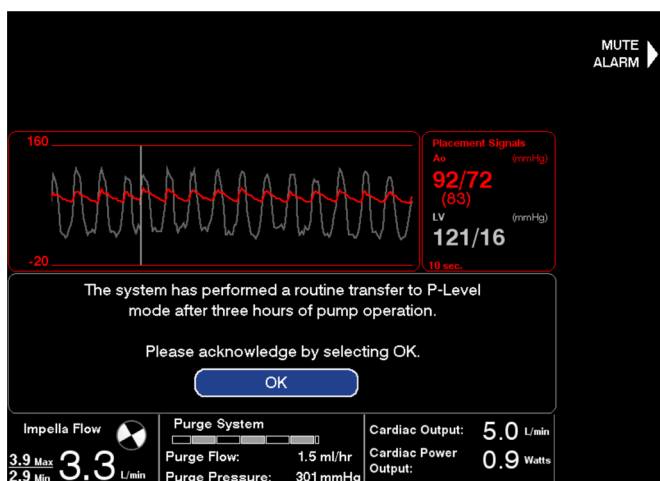 MUTE
ALARM
160
-20
Placement Signals
Ao (mmHg)
92/72
(83)
LV (mmHg)
121/16
10 sec.
The system has performed a routine transfer to P-Level
mode after three hours of pump operation.
Please acknowledge by selecting OK.
OK
Impella Flow
3.9 Max
2.9 Min
3.3 L/min
Purge System
Purge Flow: 1.5 ml/hr
Purge Pressure: 301 mmHg
Cardiac Output: 5.0 L/min
Cardiac Power
Output: 0.9 Watts